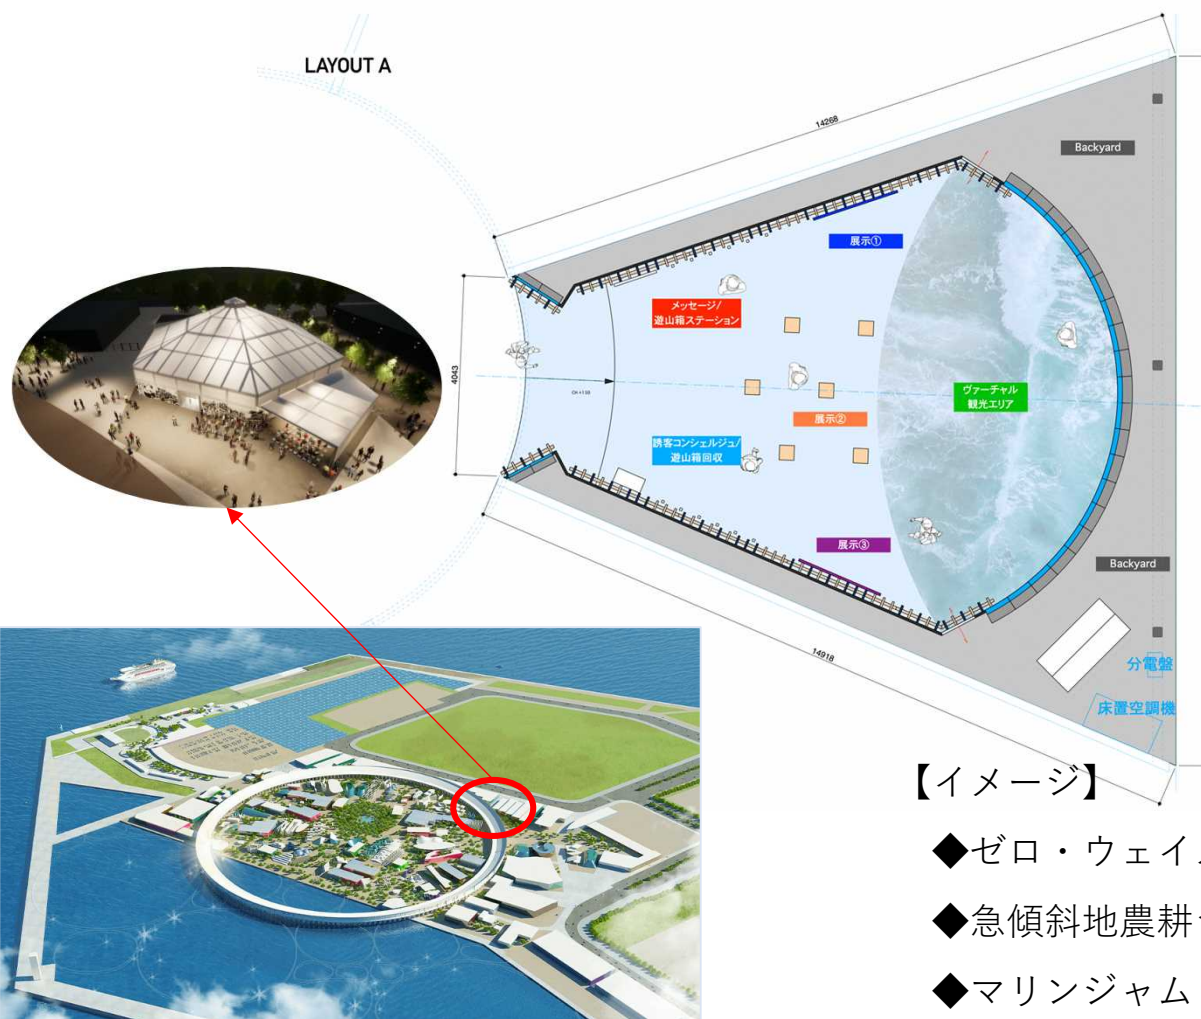 LAYOUT A
14268
Backyard
展示①
メッセージ/
遊山箱ステーション
4043
CH+150
ヴァーチャル
観光エリア
展示②
誘客コンシェルジュ/
遊山箱回収
展示③
Backyard
14918
分電盤
床置空調機
【イメージ】
◆ゼロ・ウェイ
◆急傾斜地農耕
◆マリンジャム